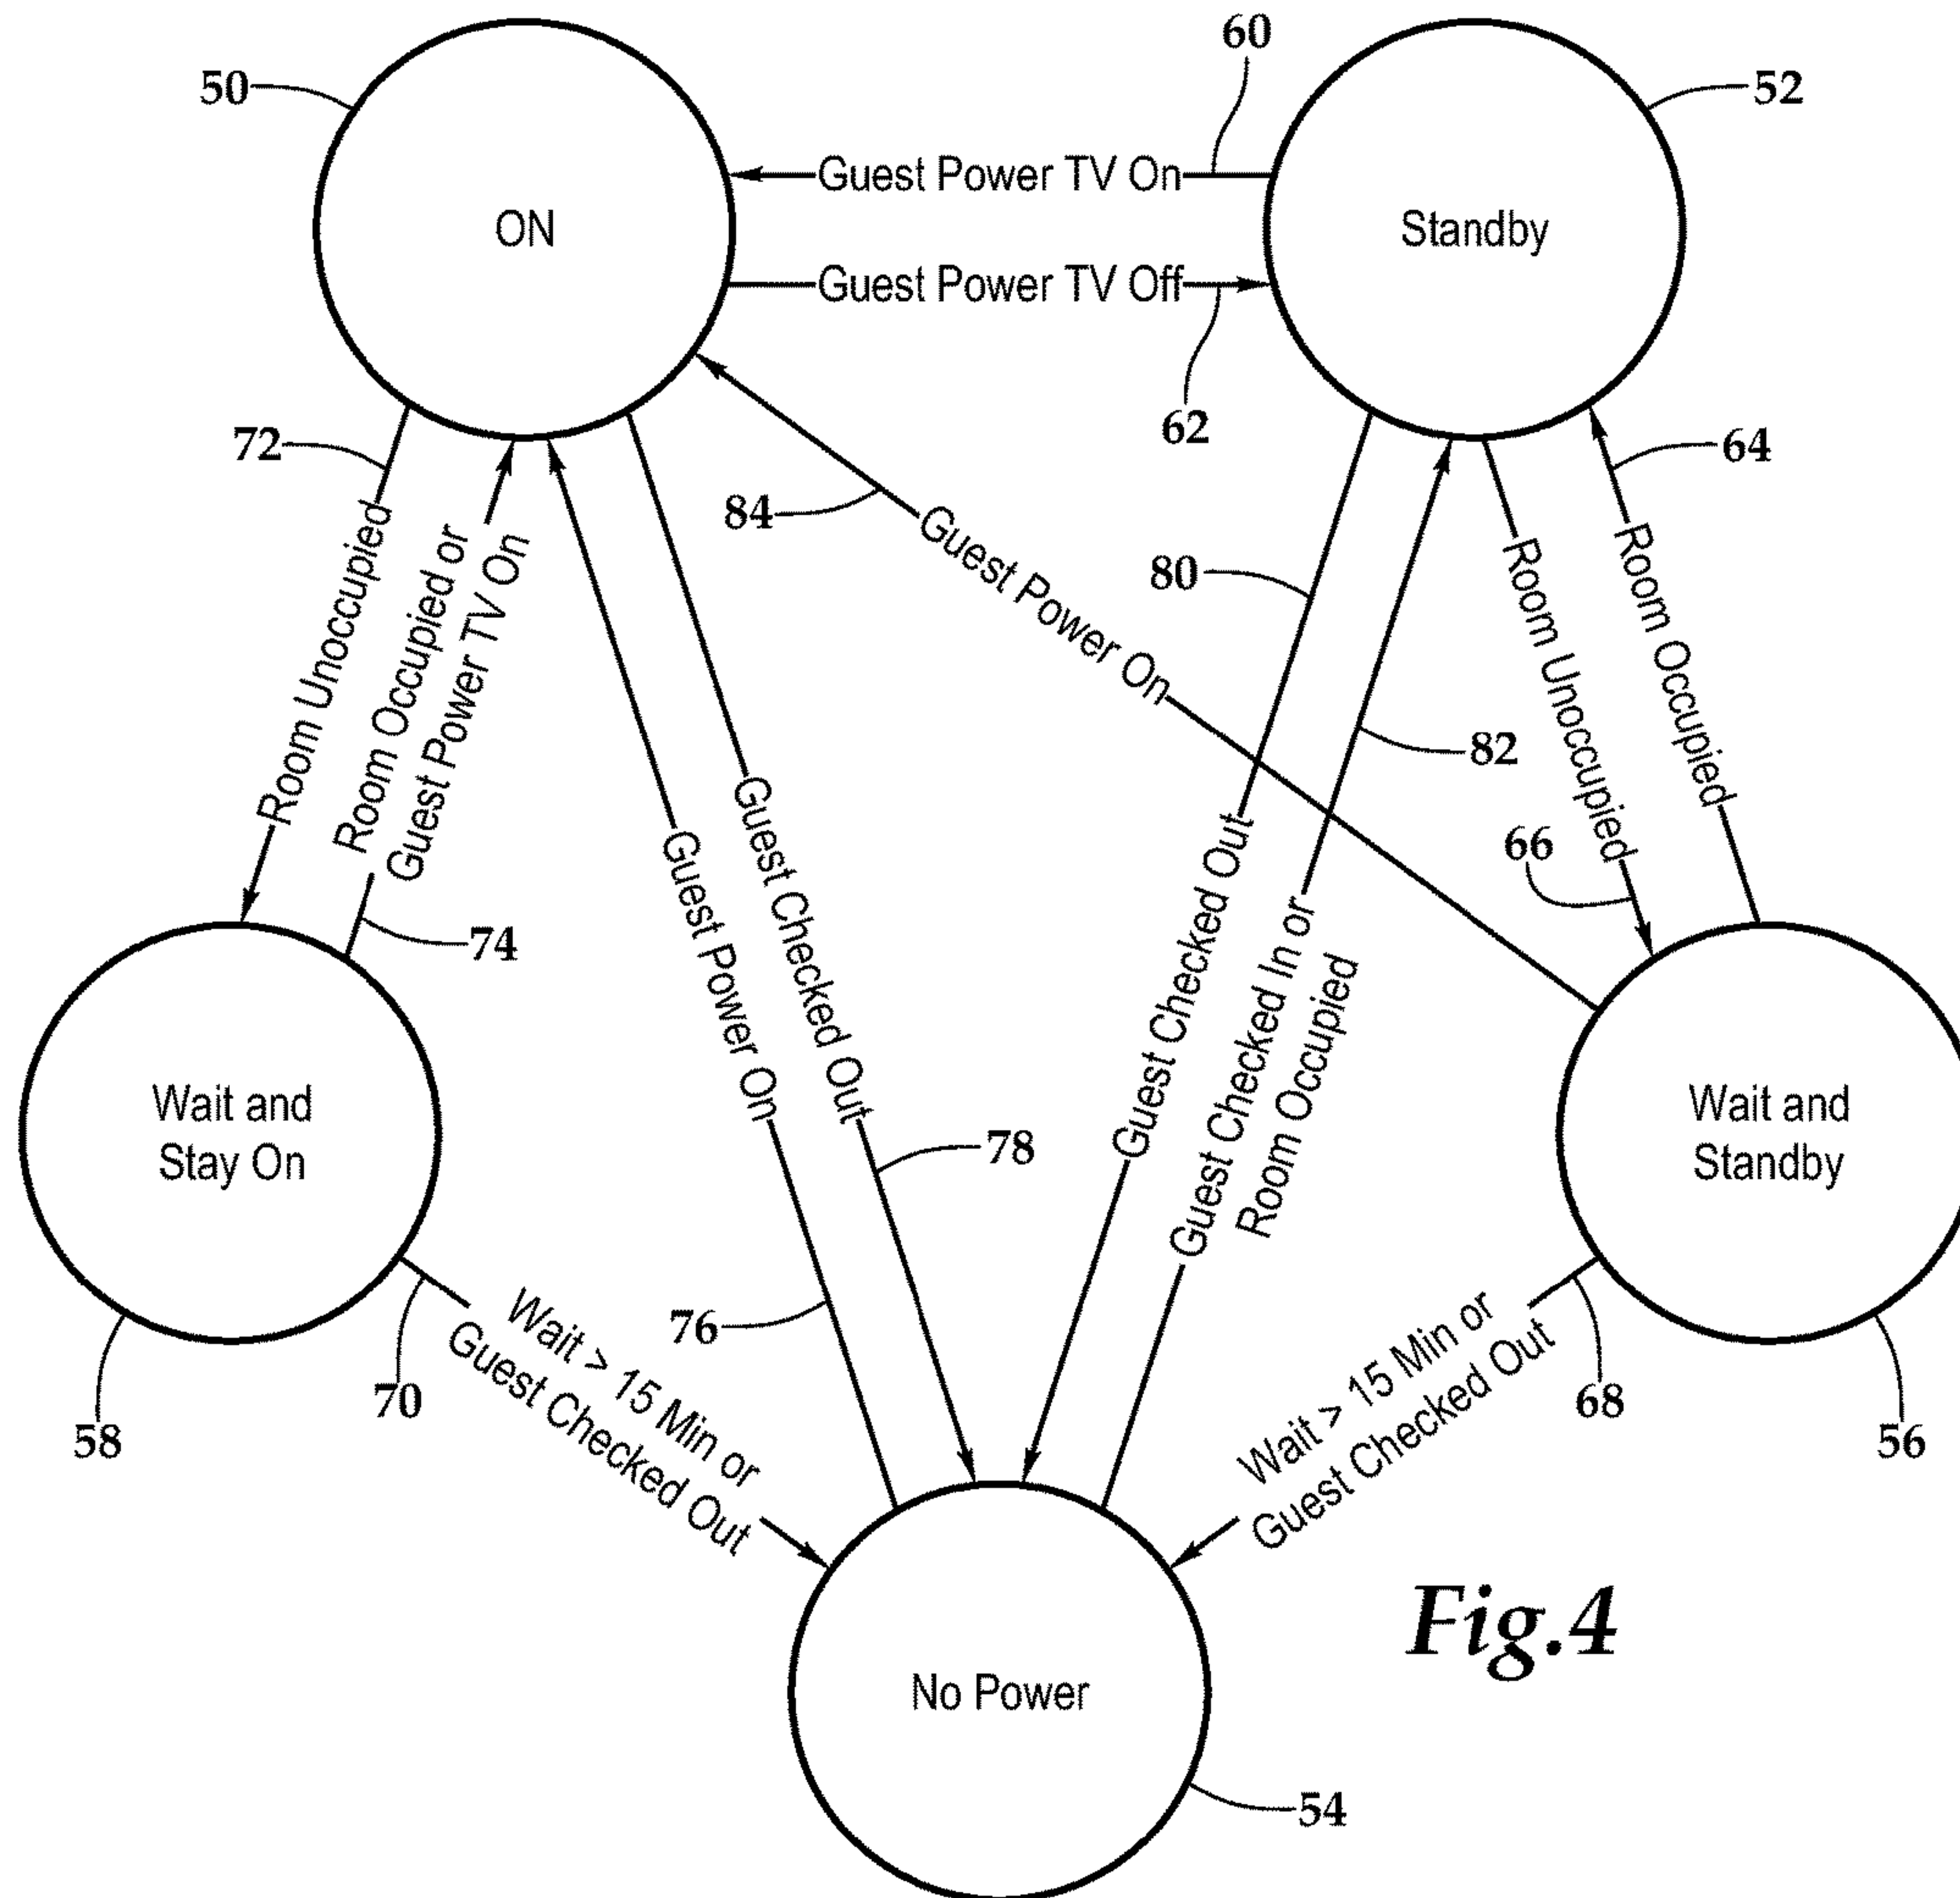 60
50
52
Guest Power TV On
ON
Standby
Guest Power TV Off
62
72
64
84
Guest Power On
80
Room Unoccupied
Room Occupied or
Guest Power TV On
Room Unoccupied
Room Occupied
82
66
74
Guest Power On
Guest Checked Out
Guest Checked Out
Guest Checked In or
Room Occupied
Wait and
Stay On
Wait and
Standby
78
76
70
Wait > 15 Min or
Guest Checked Out
Wait > 15 Min or
Guest Checked Out
68
58
56
Fig.4
No Power
54